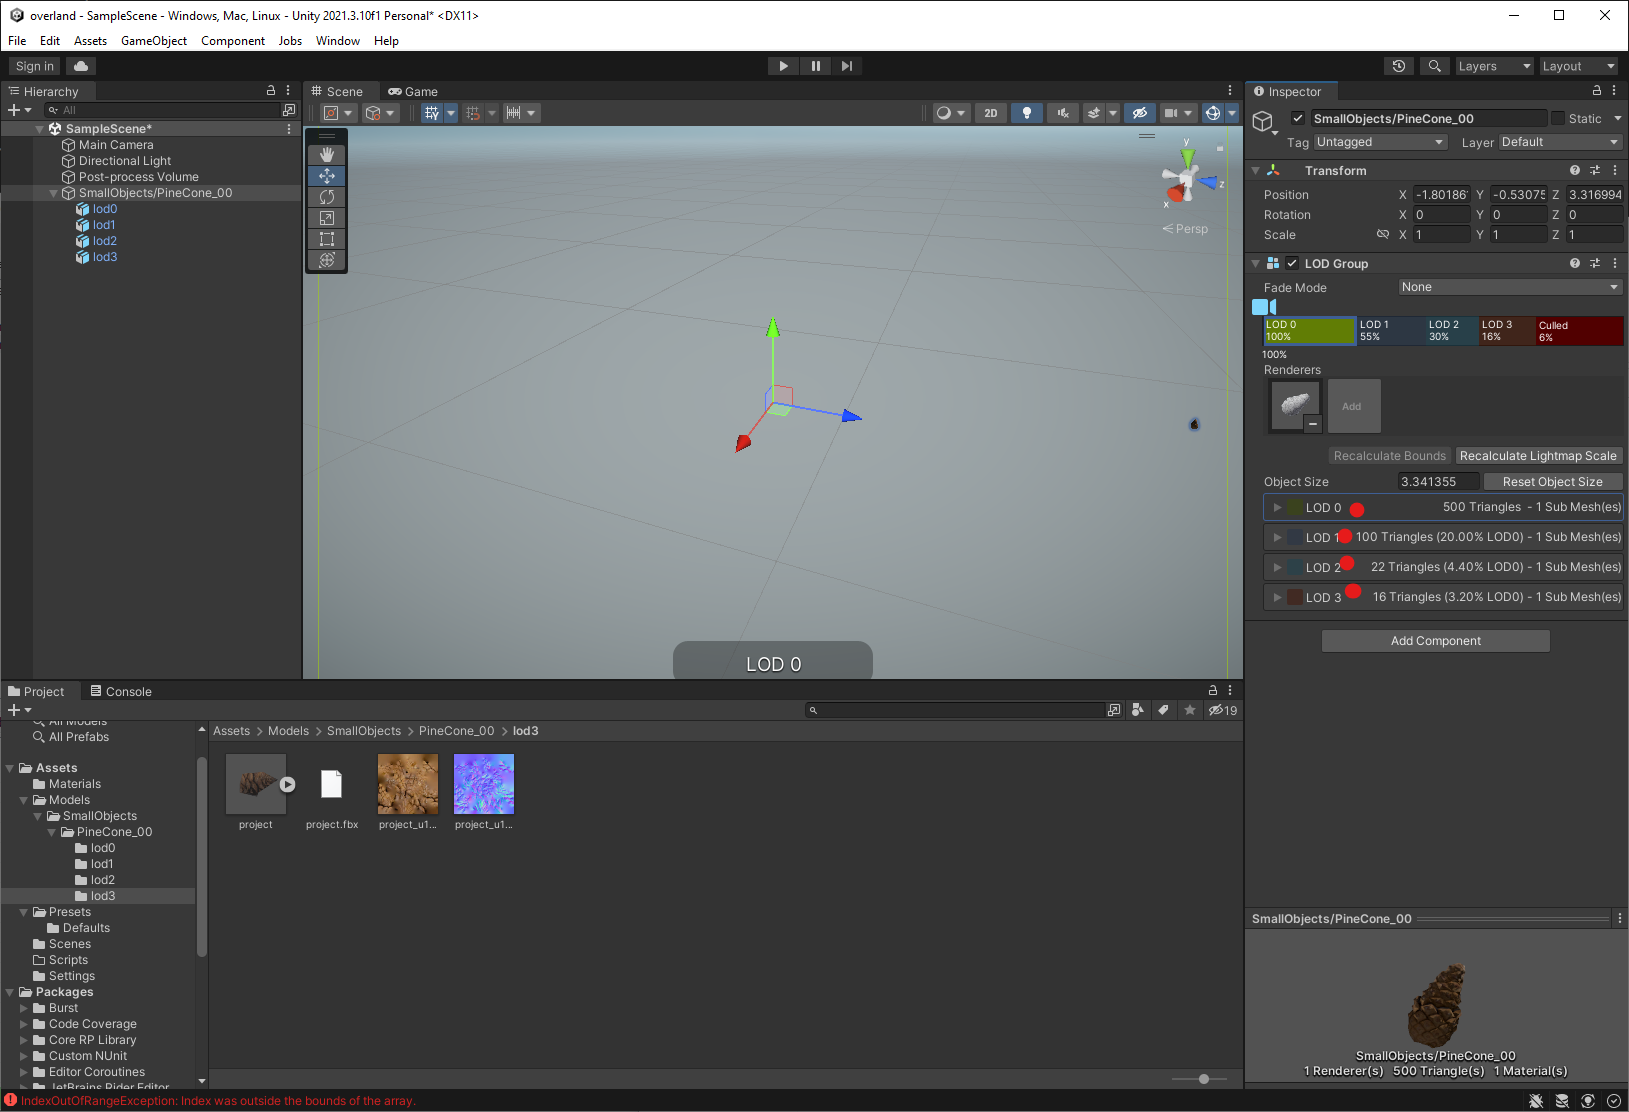 overland - SampleScene - Windows, Mac, Linux - Unity 2021.3.10f1 Personal* <DX11>
File Edit Assets GameObject Component Jobs Window Help
Sign in
Layers
Layout
Hierarchy
All
SampleScene*
Main Camera
Directional Light
Post-process Volume
SmallObjects/PineCone_00
lod0
lod1
lod2
lod3
Scene
Game
2D
y
z
x
Persp
LOD 0
Inspector
SmallObjects/PineCone_00
Static
Tag Untagged
Layer Default
Transform
Position X -1.8018 Y -0.5307 Z 3.316994
Rotation X 0 Y 0 Z 0
Scale X 1 Y 1 Z 1
LOD Group
Fade Mode None
LOD 0 LOD 1 LOD 2 LOD 3 Culled
100% 55% 30% 16% 6%
100%
Renderers
Add
Recalculate Bounds
Recalculate Lightmap Scale
Object Size 3.341355 Reset Object Size
LOD 0 500 Triangles - 1 Sub Mesh(es)
LOD 1 100 Triangles (20.00% LOD0) - 1 Sub Mesh(es)
LOD 2 22 Triangles (4.40% LOD0) - 1 Sub Mesh(es)
LOD 3 16 Triangles (3.20% LOD0) - 1 Sub Mesh(es)
Add Component
Project
Console
19
All Models
All Prefabs
Assets
Materials
Models
SmallObjects
PineCone_00
lod0
lod1
lod2
lod3
Presets
Defaults
Scenes
Scripts
Settings
Packages
Burst
Code Coverage
Core RP Library
Custom NUnit
Editor Coroutines
JetBrains Rider Editor
Assets > Models > SmallObjects > PineCone_00 > lod3
project
project.fbx
project_u1...
project_u1...
SmallObjects/PineCone_00
SmallObjects/PineCone_00
1 Renderer(s) 500 Triangle(s) 1 Material(s)
IndexOutOfRangeException: Index was outside the bounds of the array.